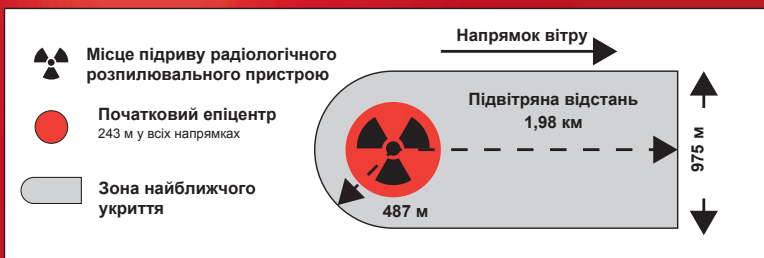 Місце підриву радіологічного
розпилювального пристрою
Початковий епіцентр
243 м у всіх напрямках
Зона найближчого
укриття
Напрямок вітру
Підвітряна відстань
1,98 км
487 м
975 м